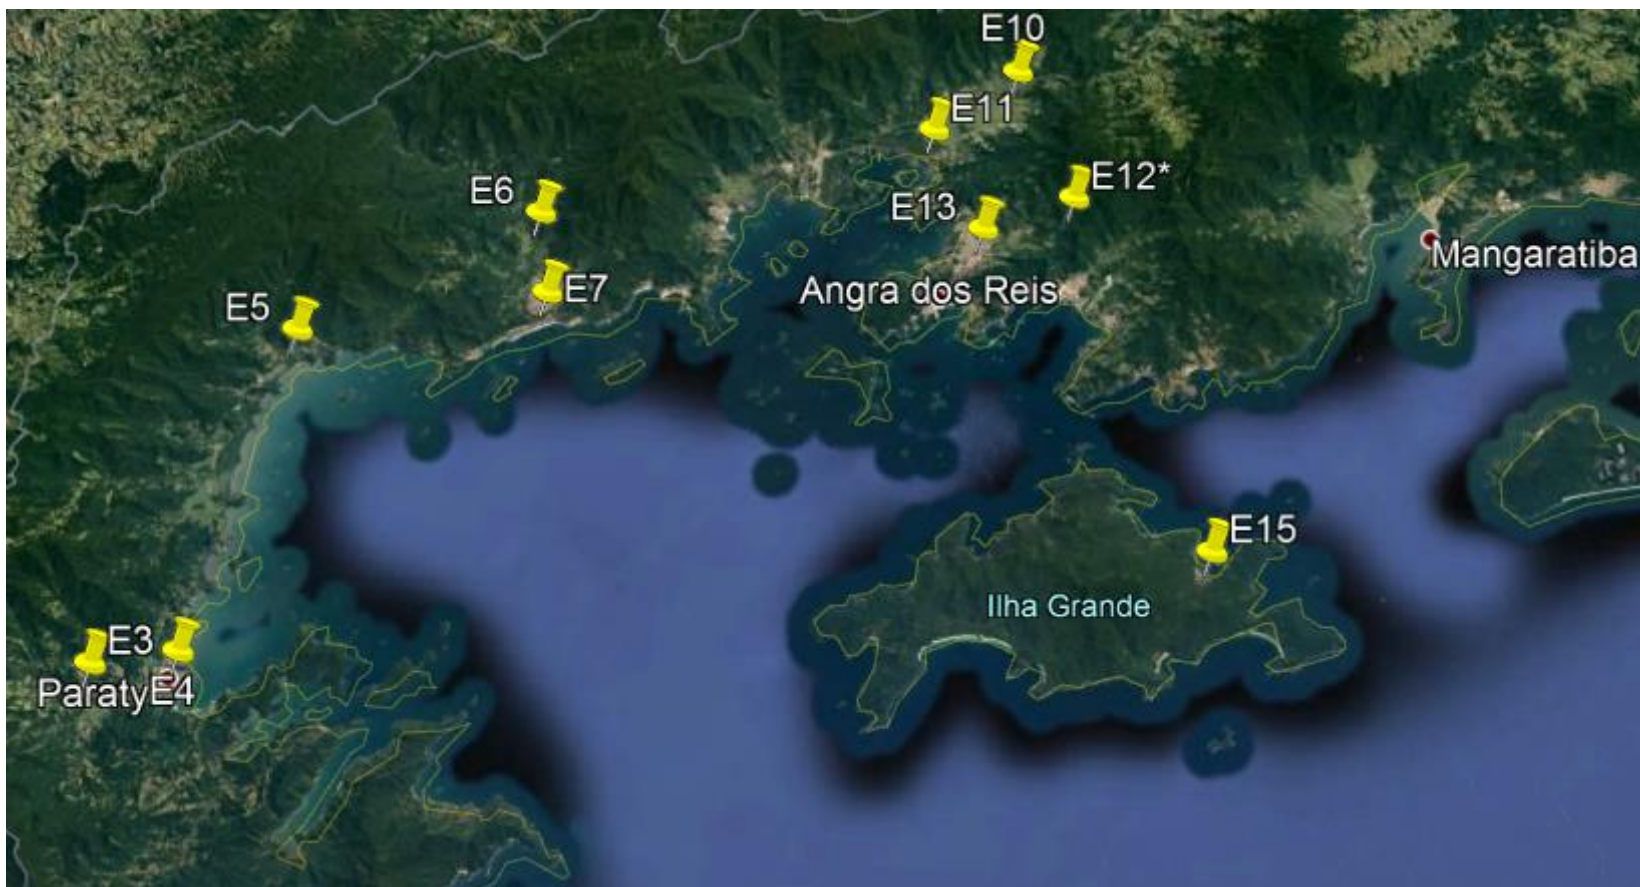 E10
E11
E6
E12*
E13
Mangaratiba
E7
Angra dos Reis
E5
E15
Ilha Grande
E3
Paraty
E4